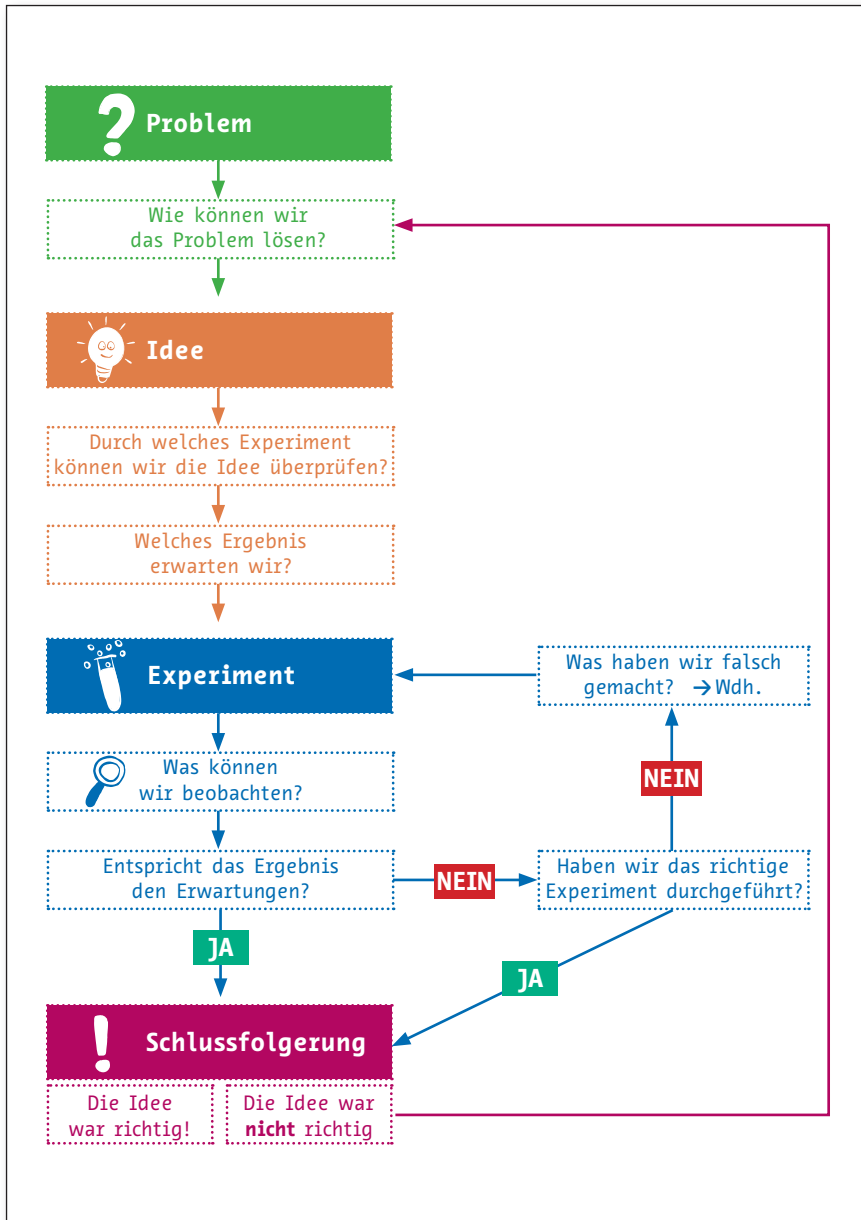 Problem
Wie können wir
das Problem lösen?
Idee
Durch welches Experiment
können wir die Idee überprüfen?
Welches Ergebnis
erwarten wir?
Experiment
Was haben wir falsch
gemacht? → Wdh.
Was können
wir beobachten?
NEIN
Entspricht das Ergebnis
den Erwartungen?
NEIN
Haben wir das richtige
Experiment durchgeführt?
JA
JA
Schlussfolgerung
Die Idee
war richtig!
Die Idee war
nicht richtig